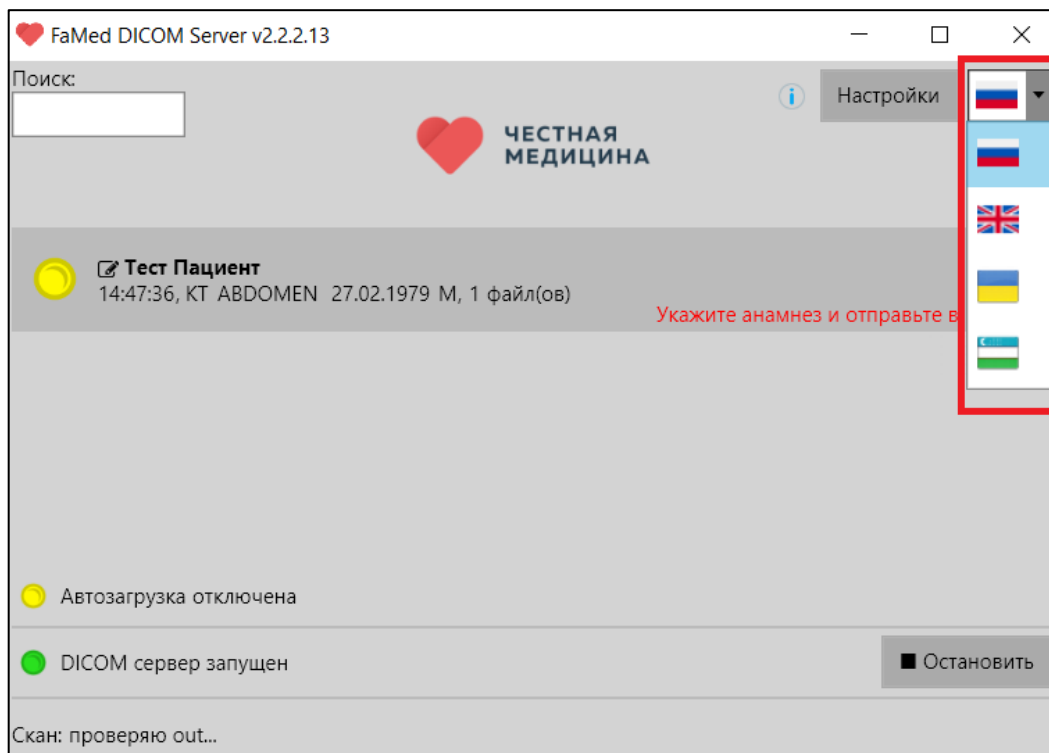 FaMed DICOM Server v2.2.2.13
Поиск:
Настройки
ЧЕСТНАЯ
МЕДИЦИНА
Тест Пациент
14:47:36, КТ ABDOMEN 27.02.1979 М, 1 файл(ов)
Укажите анамнез и отправьте в
Автозагрузка отключена
DICOM сервер запущен
Остановить
Скан: проверяю out...